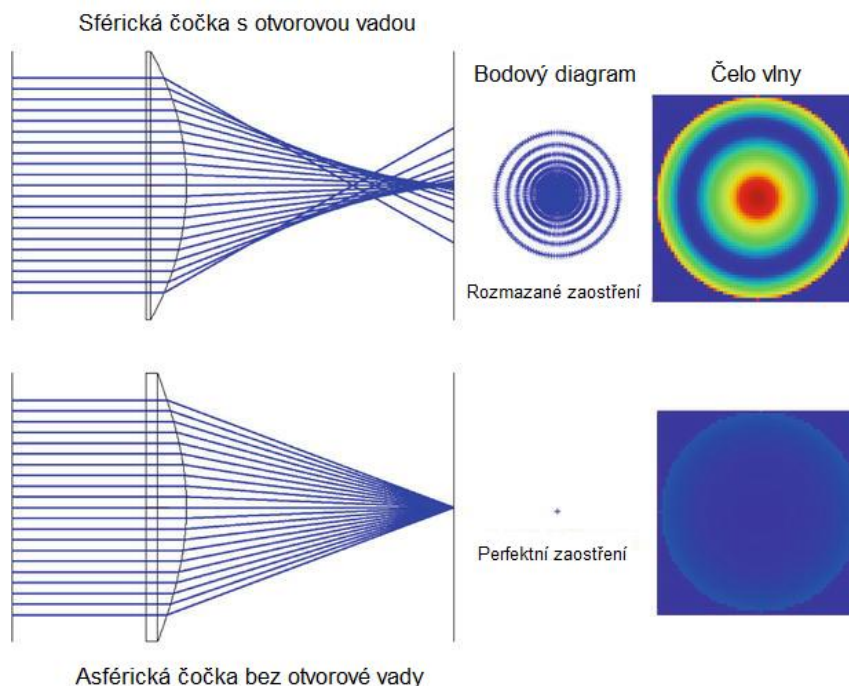 Sférická čočka s otvorovou vadou
Bodový diagram
Čelo vlny
Rozmazané zaostření
Perfektní zaostření
Asférická čočka bez otvorové vady